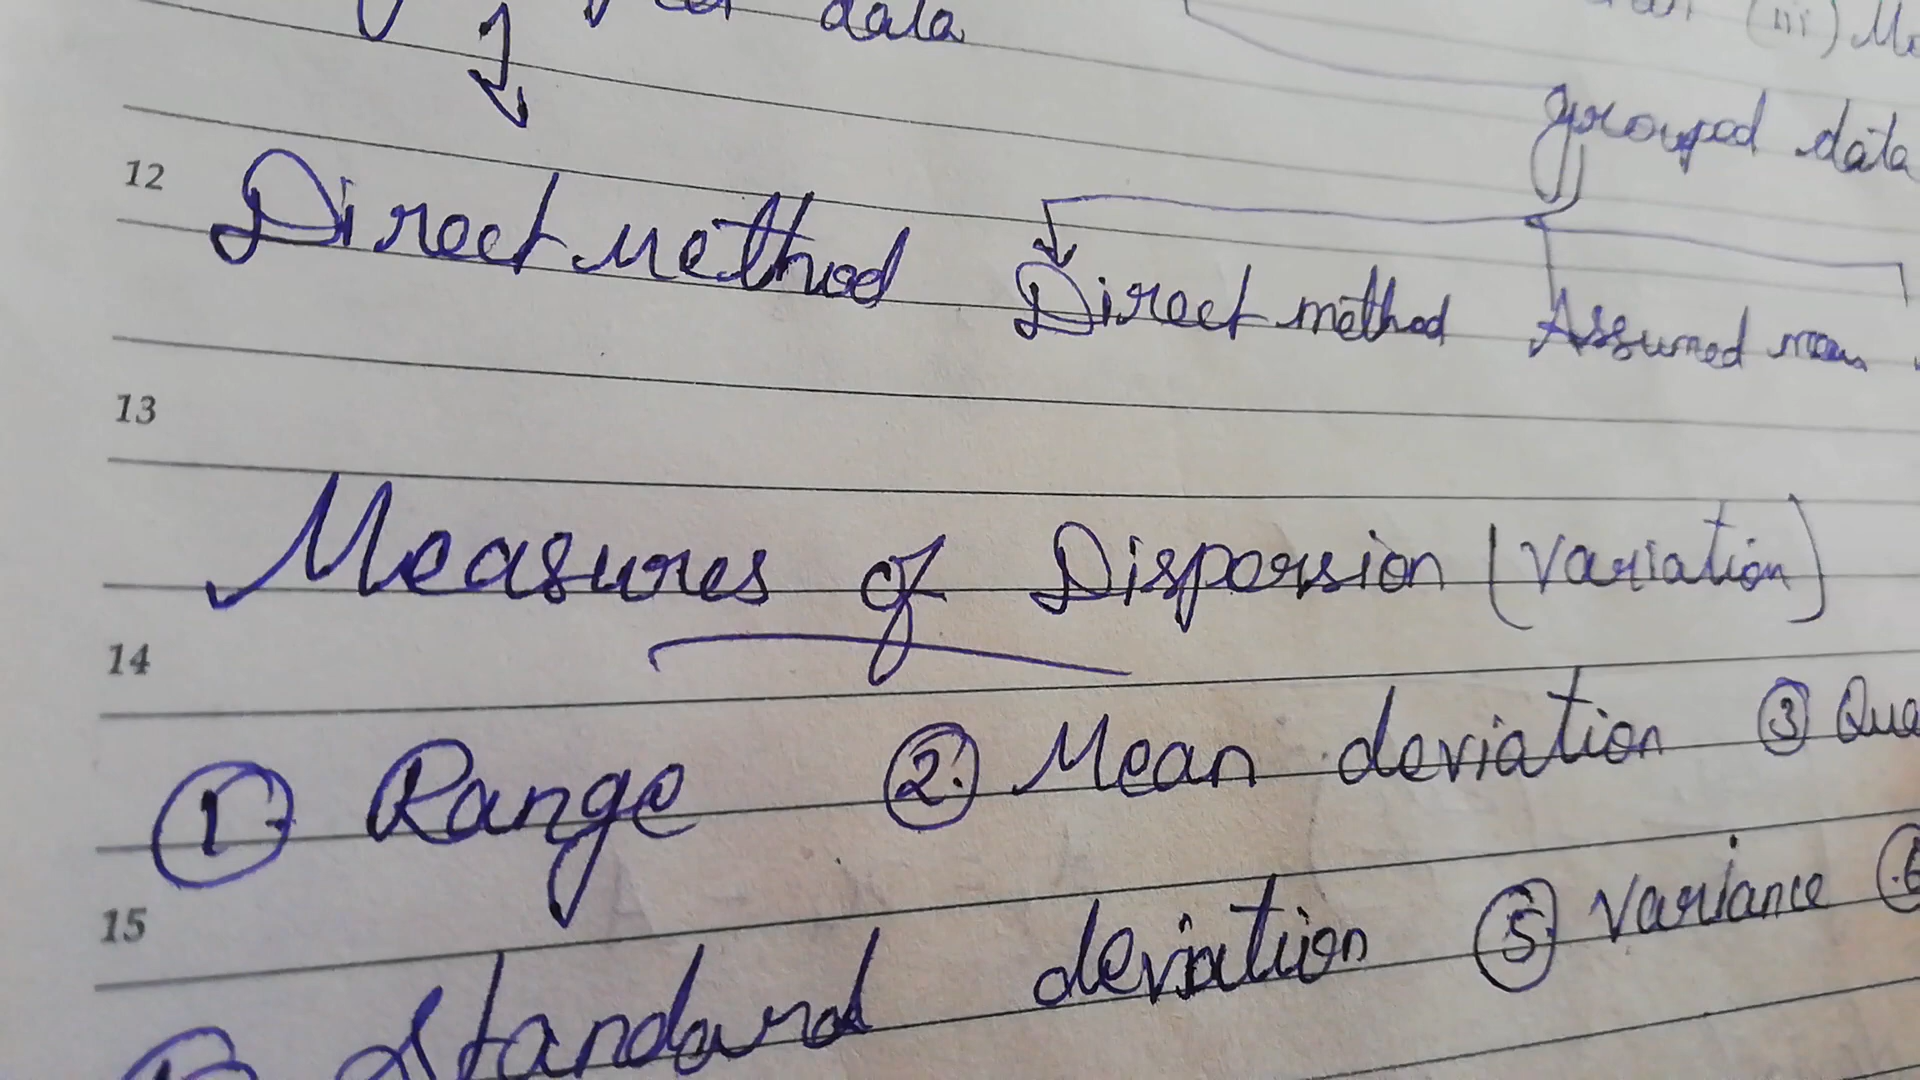 data
(iii)
grouped data
12
Direct method Direct method Assumed mean
13
Measures of Dispersion (Variation)
14
1. Range 2. Mean deviation 3
15
Standard deviation 5. Variance